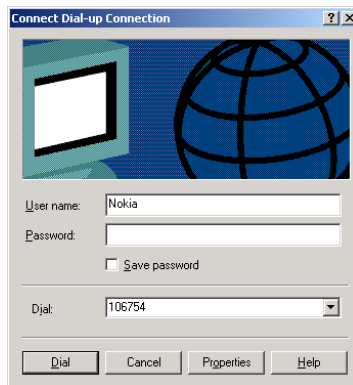 Connect Dial-up Connection
User name: Nokia
Password:
Save password
Dial: 106754
Dial Cancel Properties Help